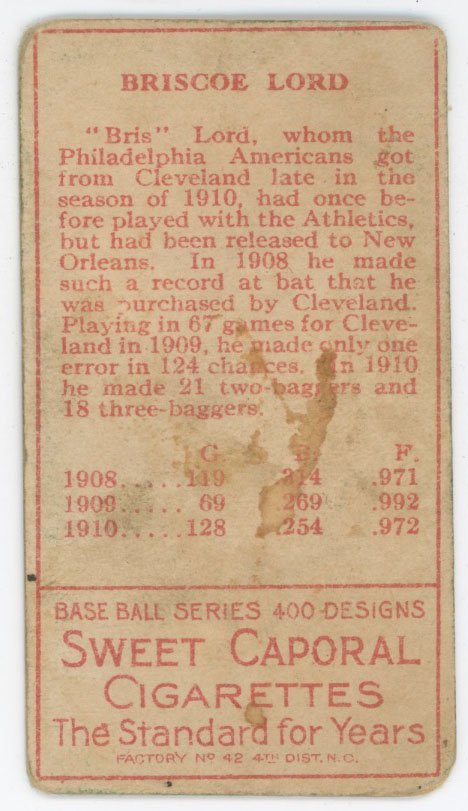 BRISCOE LORD
"Bris" Lord, whom the
Philadelphia Americans got
from Cleveland late in the
season of 1910, had once be-
fore played with the Athletics,
but had been released to New
Orleans. In 1908 he made
such a record at bat that he
was purchased by Cleveland.
Playing in 67 games for Cleve-
land in 1909, he made only one
error in 124 chances. In 1910
he made 21 two-baggers and
18 three-baggers.
G. B. F.
1908.....119 .314 .971
1909.....69 .269 .992
1910.....128 .254 .972
BASE BALL SERIES 400 DESIGNS
SWEET CAPORAL
CIGARETTES
The Standard for Years
FACTORY No 42 4TH DIST. N.C.